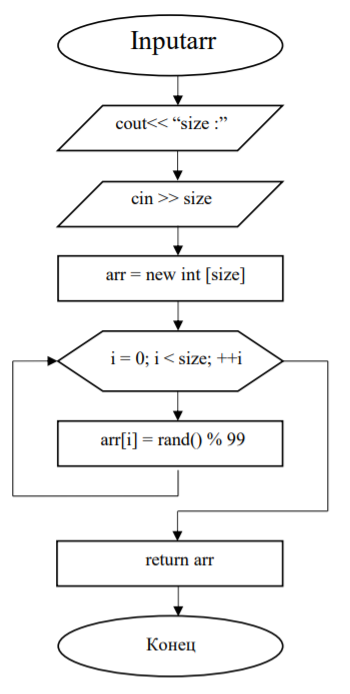 Inputarr
cout<< “size :”
cin >> size
arr = new int [size]
i = 0; i < size; ++i
arr[i] = rand() % 99
return arr
Конец